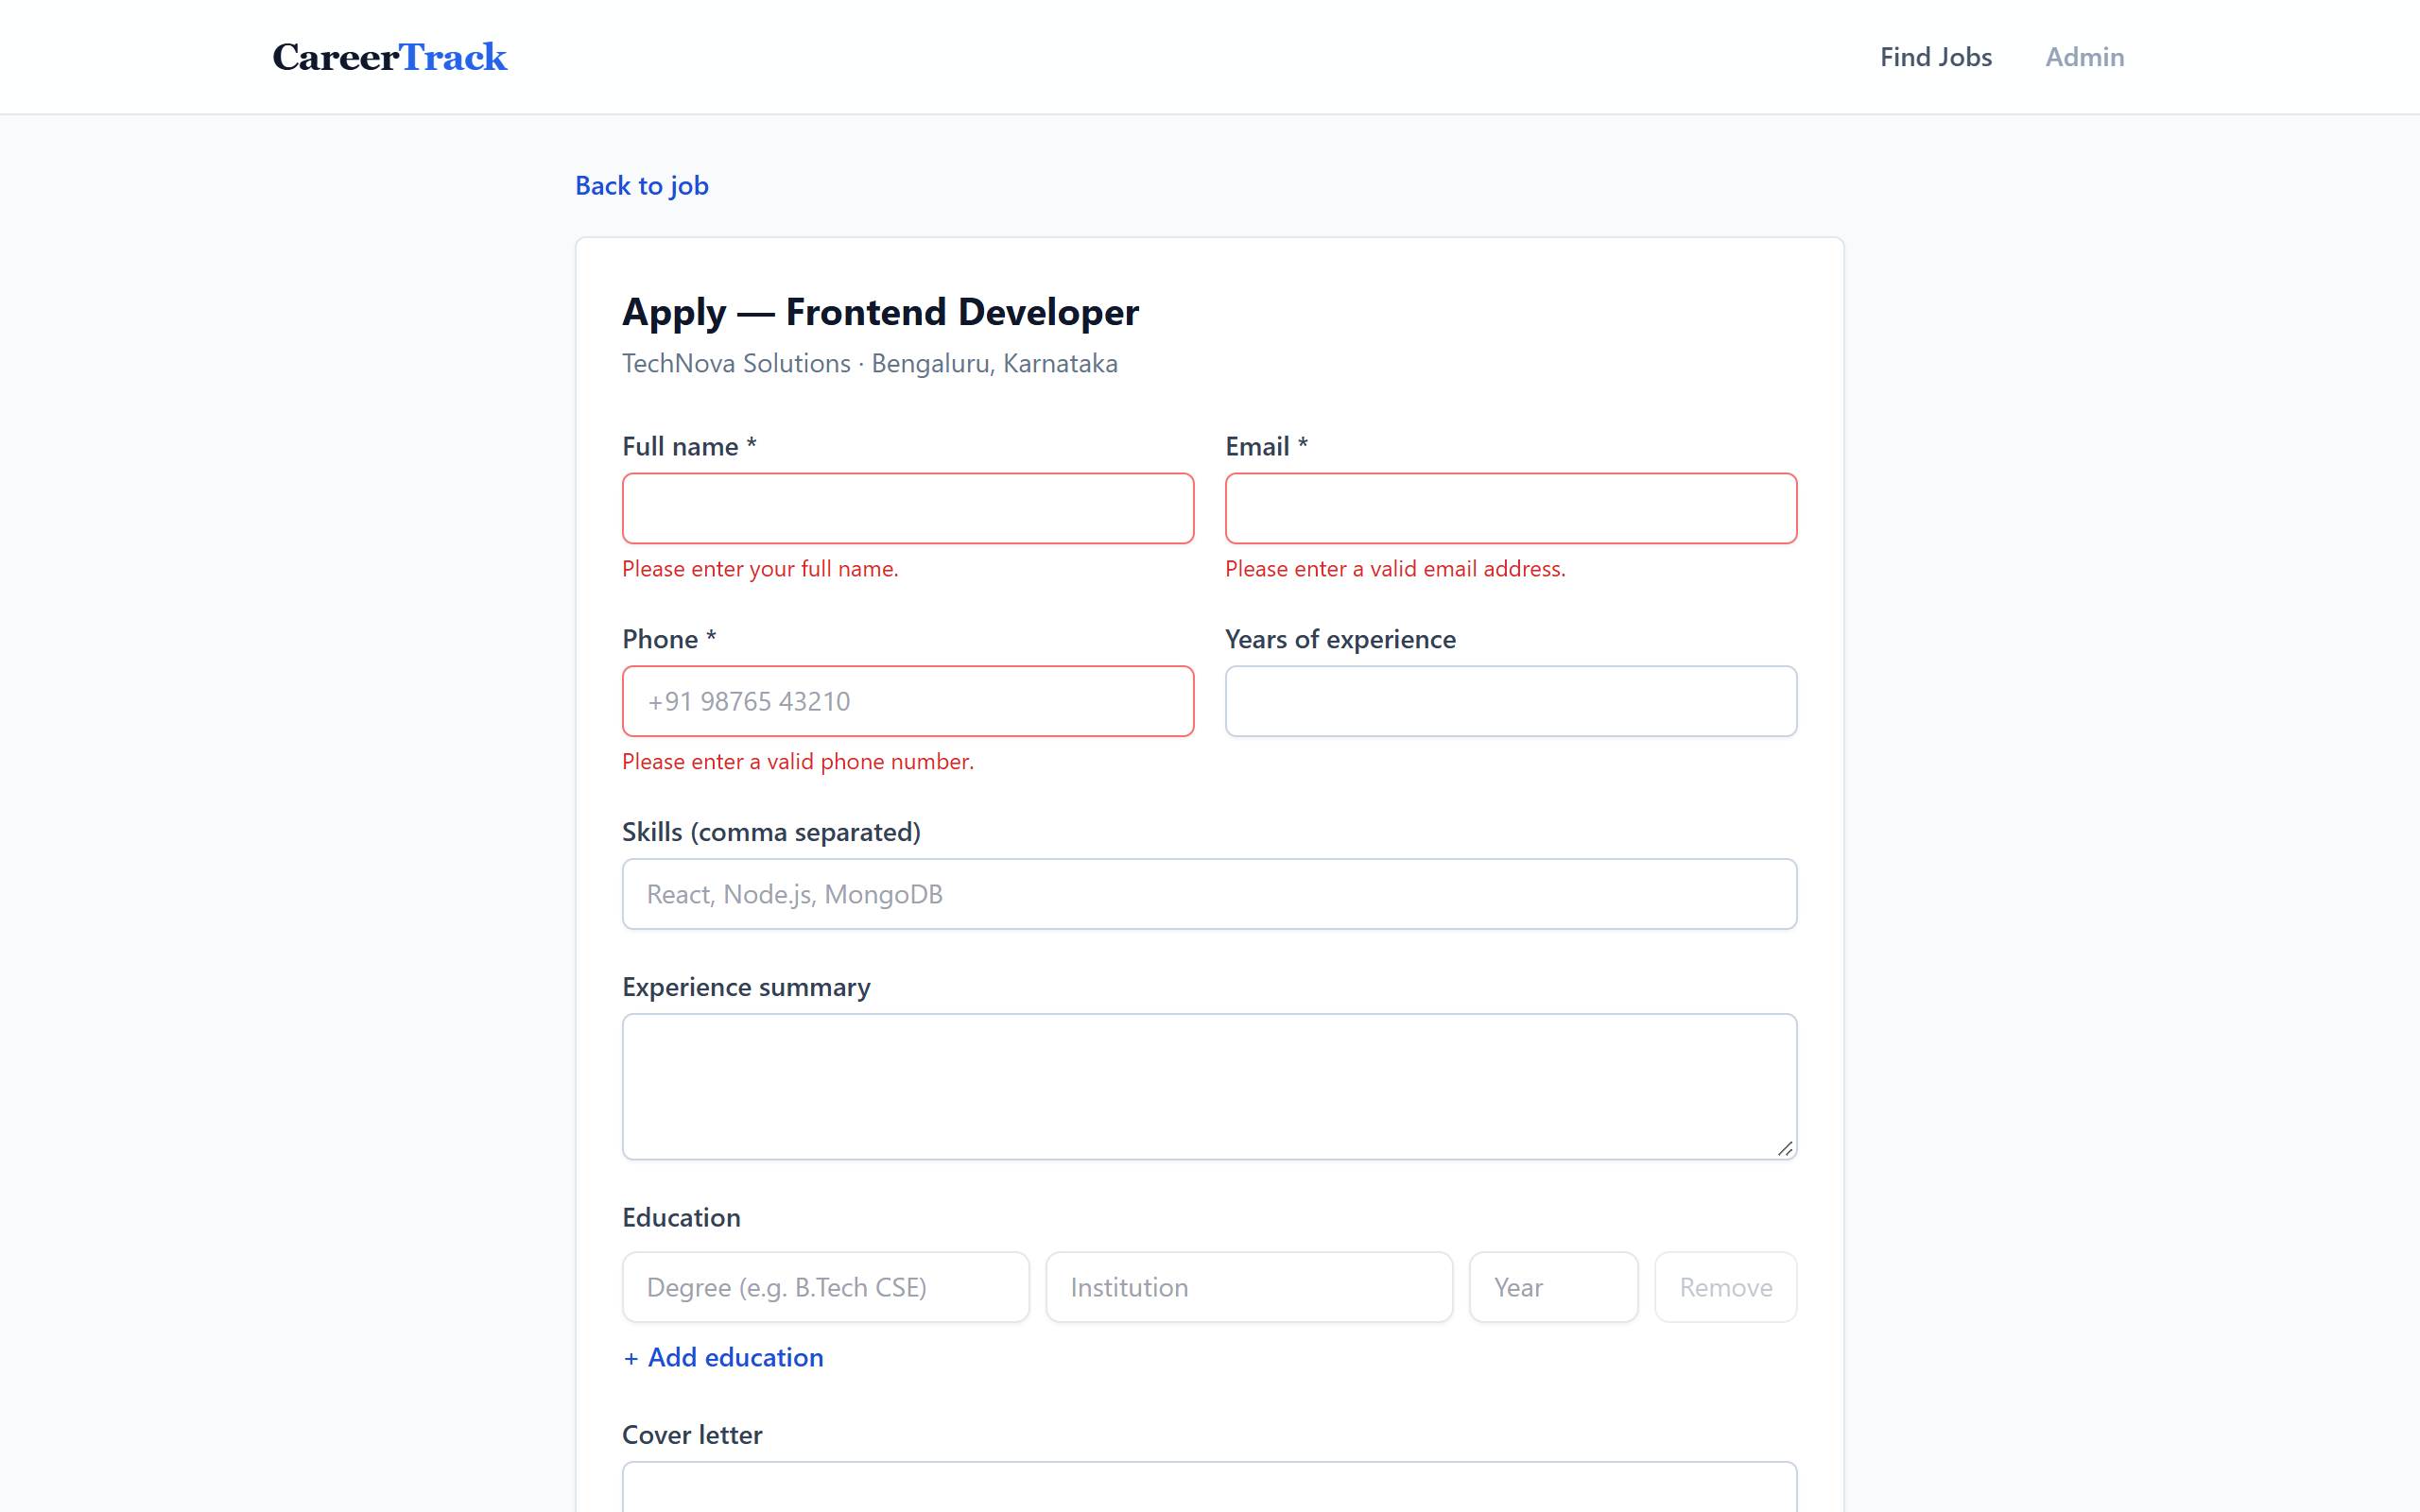 CareerTrack
Find Jobs
Admin
Back to job
Apply — Frontend Developer
TechNova Solutions · Bengaluru, Karnataka
Full name *
Email *
Please enter your full name.
Please enter a valid email address.
Phone *
Years of experience
+91 98765 43210
Please enter a valid phone number.
Skills (comma separated)
React, Node.js, MongoDB
Experience summary
Education
Degree (e.g. B.Tech CSE)
Institution
Year
Remove
+ Add education
Cover letter